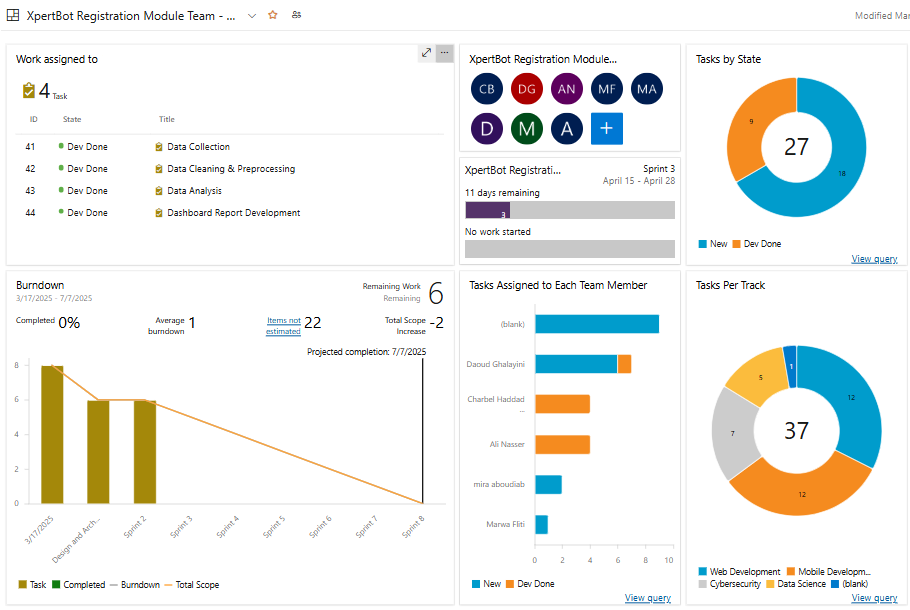 XpertBot Registration Module Team - ...
Modified Mar
Work assigned to
4 Task
ID State Title
41 Dev Done Data Collection
42 Dev Done Data Cleaning & Preprocessing
43 Dev Done Data Analysis
44 Dev Done Dashboard Report Development
XpertBot Registration Module...
CB DG AN MF MA
D M A +
XpertBot Registrati...
Sprint 3
April 15 - April 28
11 days remaining
3
No work started
Tasks by State
9
27
18
New Dev Done
View query
Burndown
3/17/2025 - 7/7/2025
Remaining Work
Remaining
6
Completed 0%
Average
burndown
1
Items not
estimated
22
Total Scope
Increase
-2
Projected completion: 7/7/2025
8
6
4
2
0
3/17/2025
Design and Arch...
Sprint 2
Sprint 3
Sprint 4
Sprint 5
Sprint 6
Sprint 7
Sprint 8
Task Completed Burndown Total Scope
Tasks Assigned to Each Team Member
(blank)
Daoud Ghalayini
Charbel Haddad
...
Ali Nasser
mira aboudiab
Marwa Fliti
0 2 4 6 8 10
New Dev Done
View query
Tasks Per Track
1
5
12
7
37
12
Web Development Mobile Developm...
Cybersecurity Data Science (blank)
View query